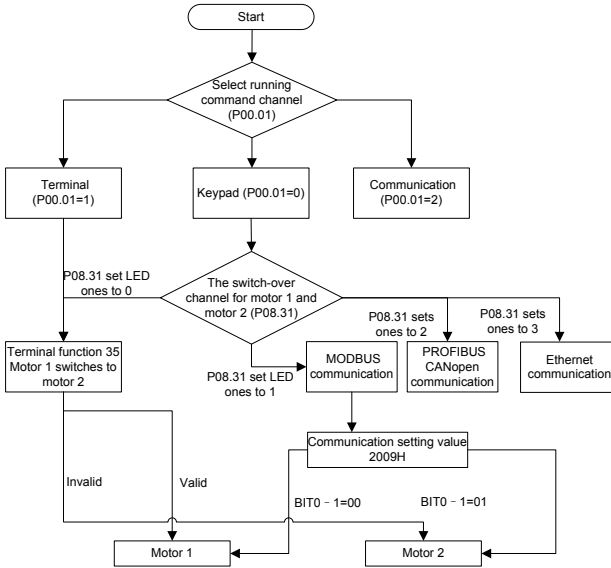 Start
Select running
command channel
(P00.01)
Terminal
(P00.01=1)
Keypad (P00.01=0)
Communication
(P00.01=2)
P08.31 set LED
ones to 0
The switch-over
channel for motor 1 and
motor 2 (P08.31)
P08.31 sets
ones to 2
P08.31 sets
ones to 3
Terminal function 35
Motor 1 switches to
motor 2
P08.31 set LED
ones to 1
MODBUS
communication
PROFIBUS
CANopen
communication
Ethernet
communication
Communication setting value
2009H
Invalid
Valid
BIT0﹣1=00
BIT0﹣1=01
Motor 1
Motor 2